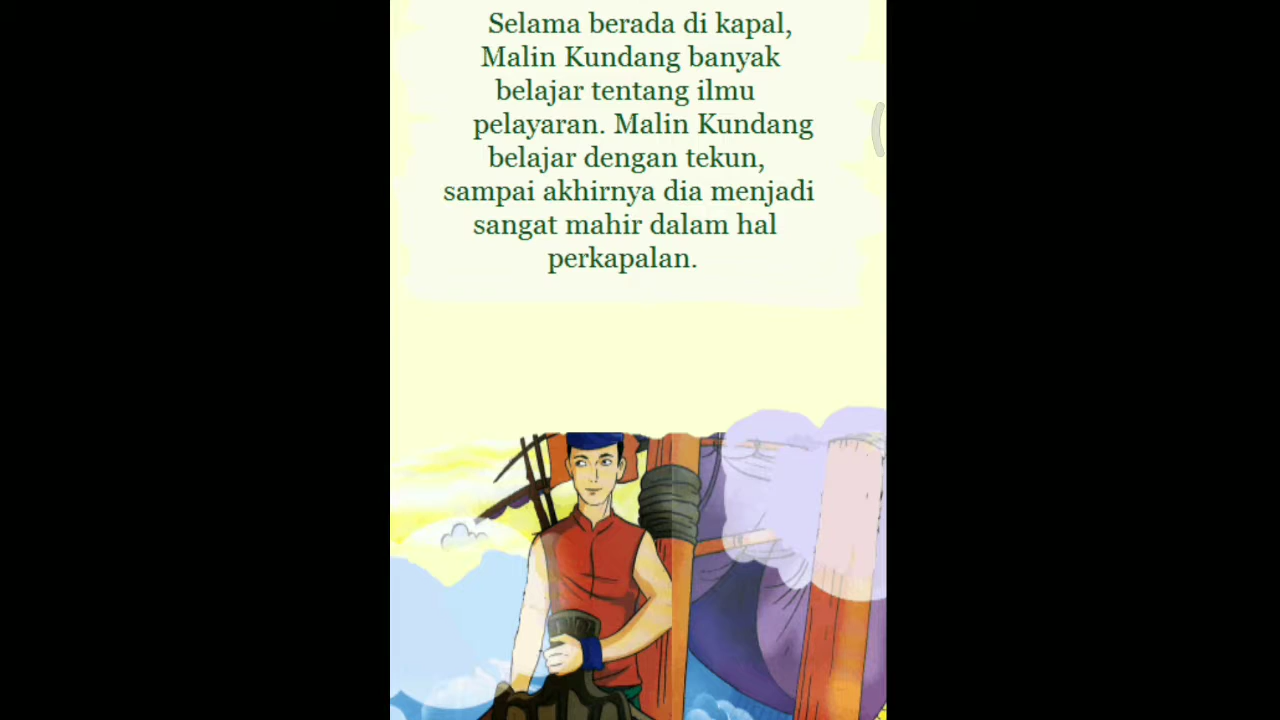 Selama berada di kapal,
Malin Kundang banyak
belajar tentang ilmu
pelayaran. Malin Kundang
belajar dengan tekun,
sampai akhirnya dia menjadi
sangat mahir dalam hal
perkapalan.